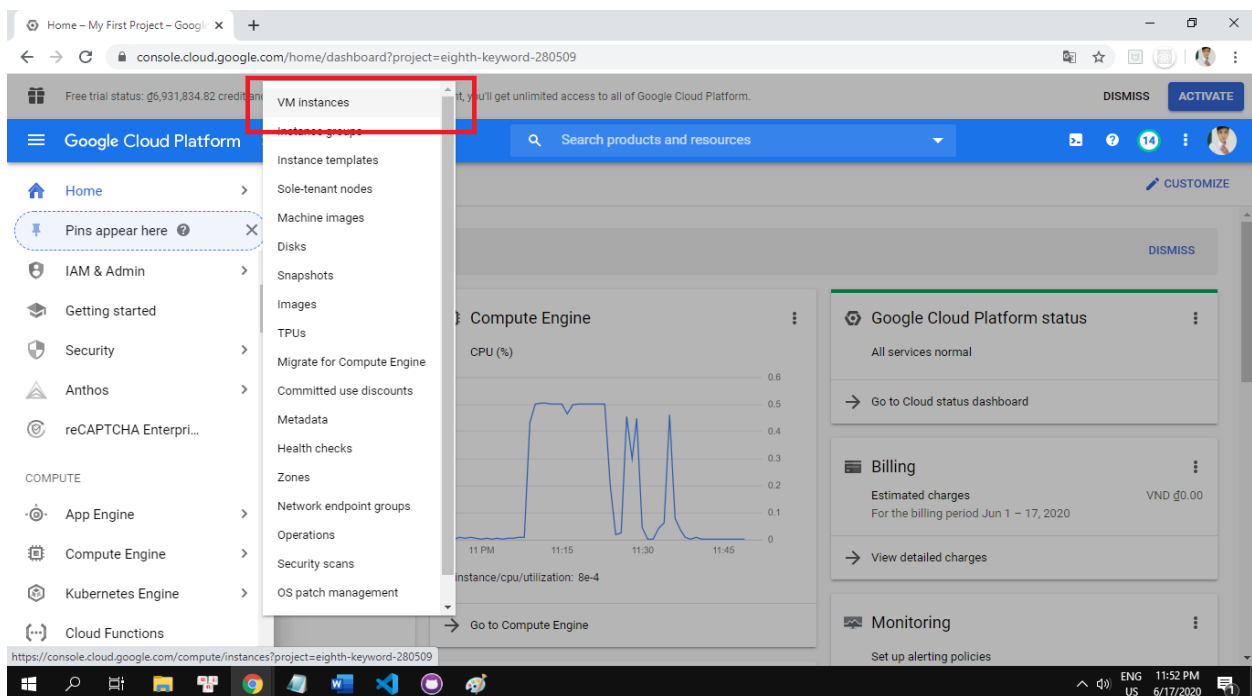 Home – My First Project – Googl
console.cloud.google.com/home/dashboard?project=eighth-keyword-280509
Free trial status: ₫6,931,834.82 credit an
nt, you'll get unlimited access to all of Google Cloud Platform.
DISMISS
ACTIVATE
Google Cloud Platform
Search products and resources
14
CUSTOMIZE
Home
Pins appear here
IAM & Admin
Getting started
Security
Anthos
reCAPTCHA Enterpri...
COMPUTE
App Engine
Compute Engine
Kubernetes Engine
Cloud Functions
VM instances
Instance groups
Instance templates
Sole-tenant nodes
Machine images
Disks
Snapshots
Images
TPUs
Migrate for Compute Engine
Committed use discounts
Metadata
Health checks
Zones
Network endpoint groups
Operations
Security scans
OS patch management
DISMISS
Compute Engine
CPU (%)
0.6
0.5
0.4
0.3
0.2
0.1
0
11 PM 11:15 11:30 11:45
instance/cpu/utilization: 8e-4
Go to Compute Engine
Google Cloud Platform status
All services normal
Go to Cloud status dashboard
Billing
Estimated charges VND ₫0.00
For the billing period Jun 1 – 17, 2020
View detailed charges
Monitoring
Set up alerting policies
https://console.cloud.google.com/compute/instances?project=eighth-keyword-280509
ENG 11:52 PM
US 6/17/2020